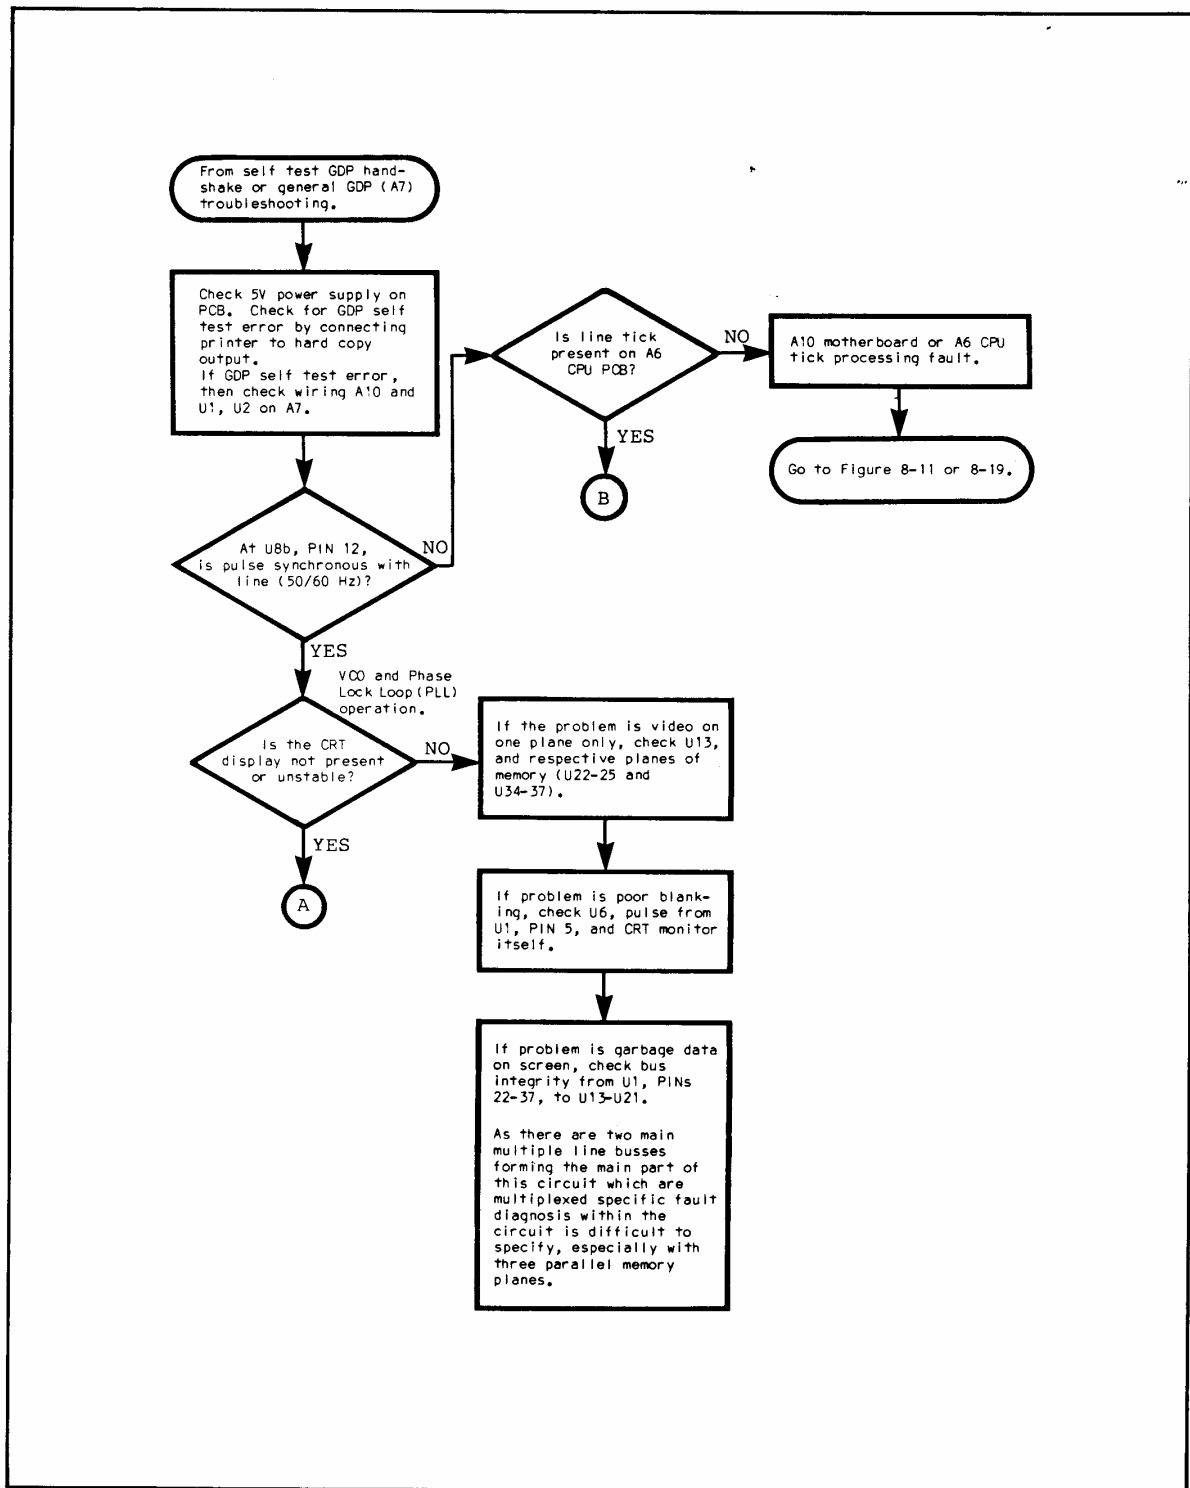 From self test GDP hand-
shake or general GDP (A7)
troubleshooting.
Check 5V power supply on
PCB. Check for GDP self
test error by connecting
printer to hard copy
output.
If GDP self test error,
then check wiring A10 and
U1, U2 on A7.
At U8b, PIN 12,
is pulse synchronous with
line (50/60 Hz)?
NO
YES
Is line tick
present on A6
CPU PCB?
NO
YES
B
A10 motherboard or A6 CPU
tick processing fault.
Go to Figure 8-11 or 8-19.
VCO and Phase
Lock Loop (PLL)
operation.
Is the CRT
display not present
or unstable?
NO
YES
A
If the problem is video on
one plane only, check U13,
and respective planes of
memory (U22-25 and
U34-37).
If problem is poor blank-
ing, check U6, pulse from
U1, PIN 5, and CRT monitor
itself.
If problem is garbage data
on screen, check bus
integrity from U1, PINs
22-37, to U13-U21.
As there are two main
multiple line busses
forming the main part of
this circuit which are
multiplexed specific fault
diagnosis within the
circuit is difficult to
specify, especially with
three parallel memory
planes.